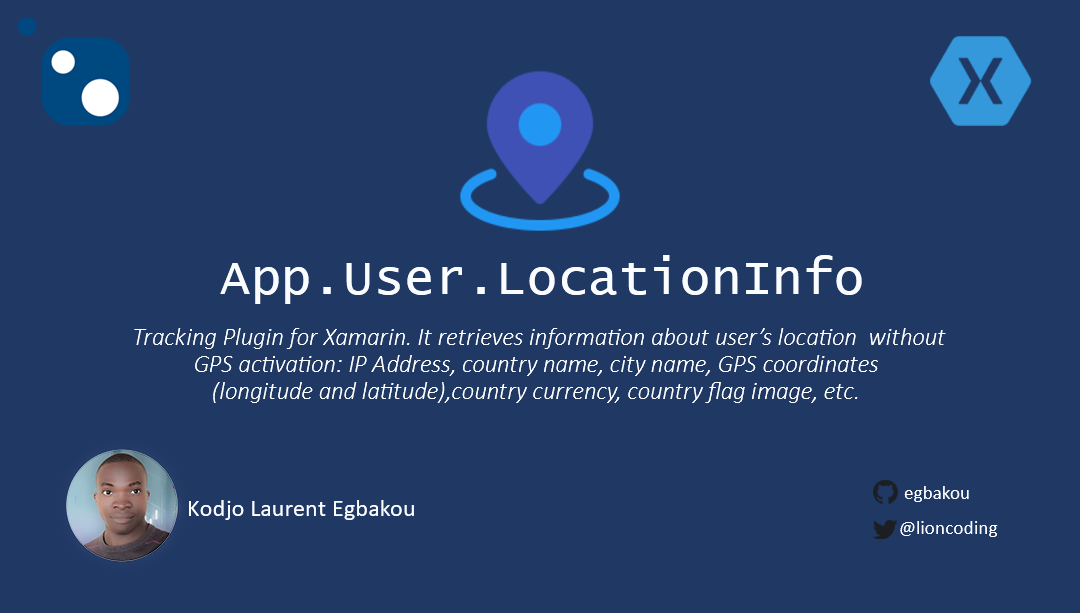 App.User.LocationInfo
Tracking Plugin for Xamarin. It retrieves information about user’s location  without
GPS activation: IP Address, country name, city name, GPS coordinates
(longitude and latitude),country currency, country flag image, etc.
Kodjo Laurent Egbakou
egbakou
@lioncoding